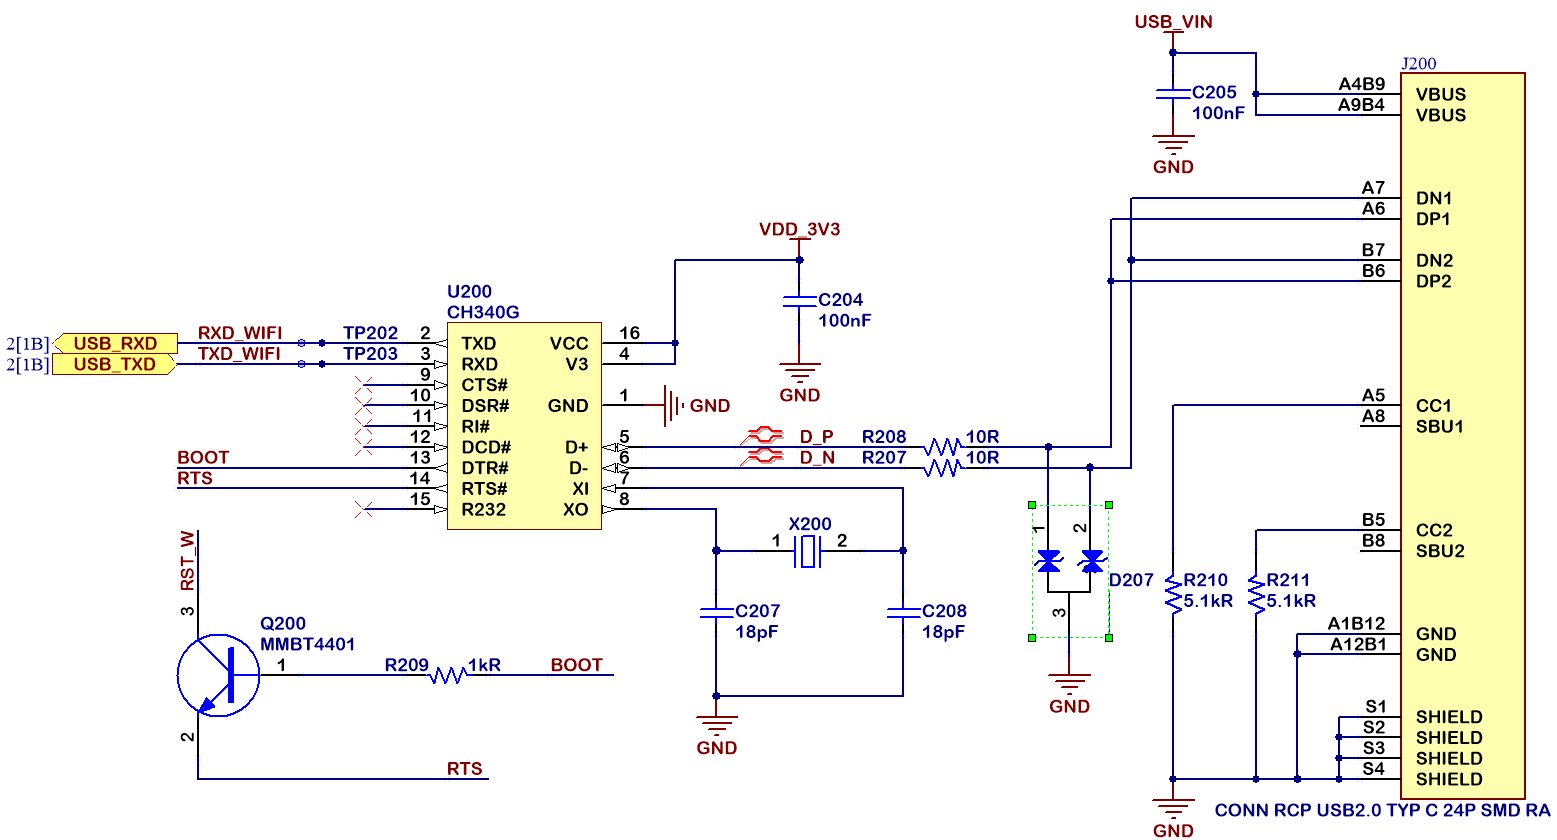 USB_VIN
J200
A4B9 VBUS
C205
100nF
A9B4 VBUS
GND
A7 DN1
A6 DP1
VDD_3V3
B7 DN2
B6 DP2
U200
CH340G
C204
100nF
2[1B] USB_RXD RXD_WIFI TP202 2 TXD VCC 16
2[1B] USB_TXD TXD_WIFI TP203 3 RXD V3 4
9 CTS#
GND
10 DSR# GND 1 GND
A5 CC1
11 RI#
A8 SBU1
12 DCD# D+ 5 D_P R208 10R
BOOT 13 DTR# D- 6 D_N R207 10R
RTS 14 RTS# XI 7
15 R232 XO 8
X200
1 2
1 2
B5 CC2
B8 SBU2
RST_W
D207
R210
5.1kR
R211
5.1kR
3
3
C207
18pF
C208
18pF
Q200
MMBT4401
A1B12 GND
A12B1 GND
1 R209 1kR BOOT
GND
S1 SHIELD
S2 SHIELD
2
GND
S3 SHIELD
RTS
S4 SHIELD
CONN RCP USB2.0 TYP C 24P SMD RA
GND